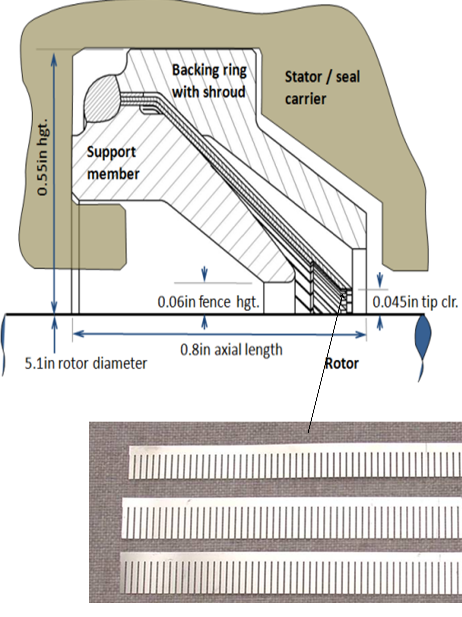 Backing ring
with shroud
Stator / seal
carrier
0.55in hgt.
Support
member
0.06in fence hgt.
0.045in tip clr.
0.8in axial length
5.1in rotor diameter
Rotor